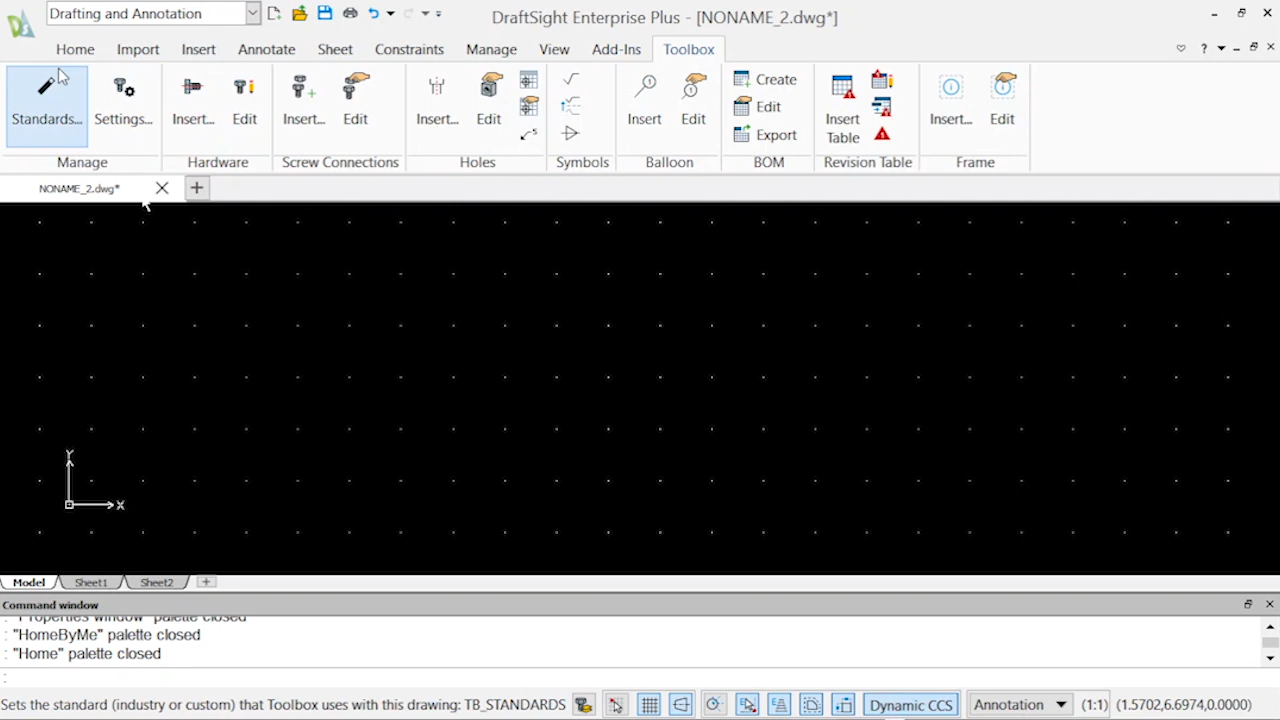 Drafting and Annotation
DraftSight Enterprise Plus - [NONAME_2.dwg*]
Home Import Insert Annotate Sheet Constraints Manage View Add-Ins Toolbox
Standards... Settings... Insert... Edit Insert... Edit Insert... Edit Insert Edit Create Edit Export Insert Table Insert... Edit
Manage Hardware Screw Connections Holes Symbols Balloon BOM Revision Table Frame
NONAME_2.dwg*
Y
X
Model Sheet1 Sheet2
Command window
: "Properties window" palette closed
: "HomeByMe" palette closed
: "Home" palette closed
:
Sets the standard (industry or custom) that Toolbox uses with this drawing: TB_STANDARDS Dynamic CCS Annotation (1:1) (1.5702,6.6974,0.0000)